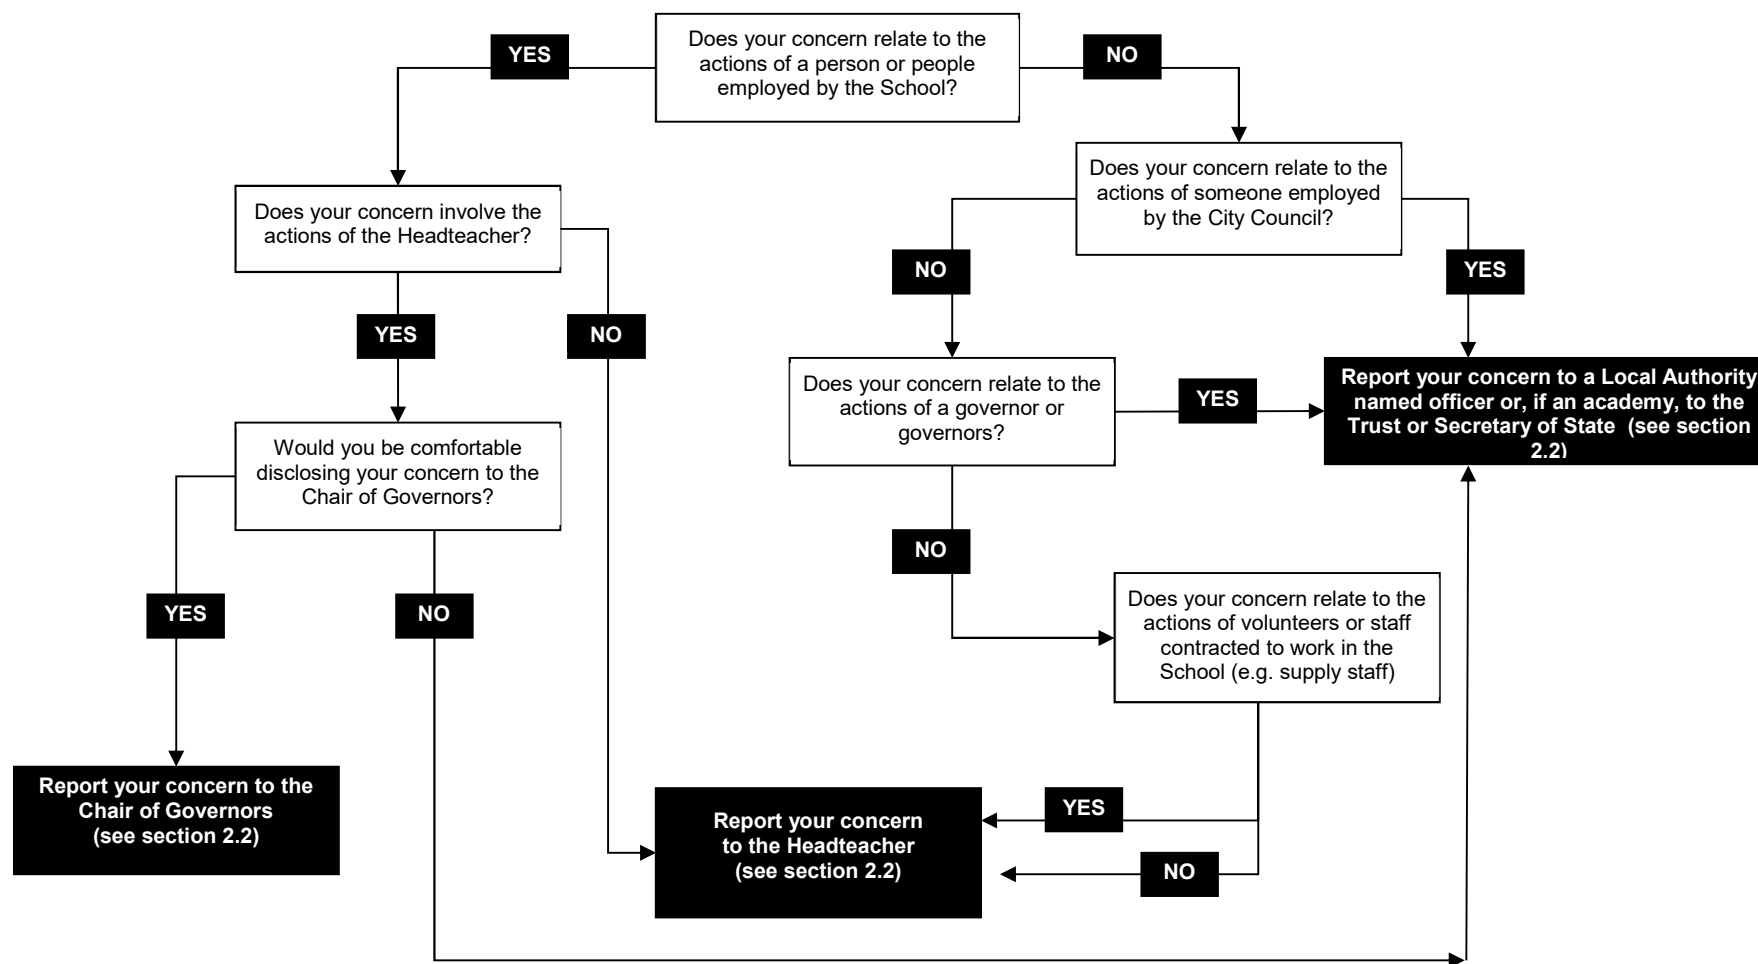 Does your concern relate to the
actions of a person or people
employed by the School?
YES
NO
Does your concern relate to the
actions of someone employed
by the City Council?
Does your concern involve the
actions of the Headteacher?
NO
YES
YES
NO
Does your concern relate to the
actions of a governor or
governors?
YES
Report your concern to a Local Authority
named officer or, if an academy, to the
Trust or Secretary of State (see section
2.2)
Would you be comfortable
disclosing your concern to the
Chair of Governors?
NO
Does your concern relate to the
actions of volunteers or staff
contracted to work in the
School (e.g. supply staff)
YES
NO
Report your concern to the
Chair of Governors
(see section 2.2)
Report your concern
to the Headteacher
(see section 2.2)
YES
NO